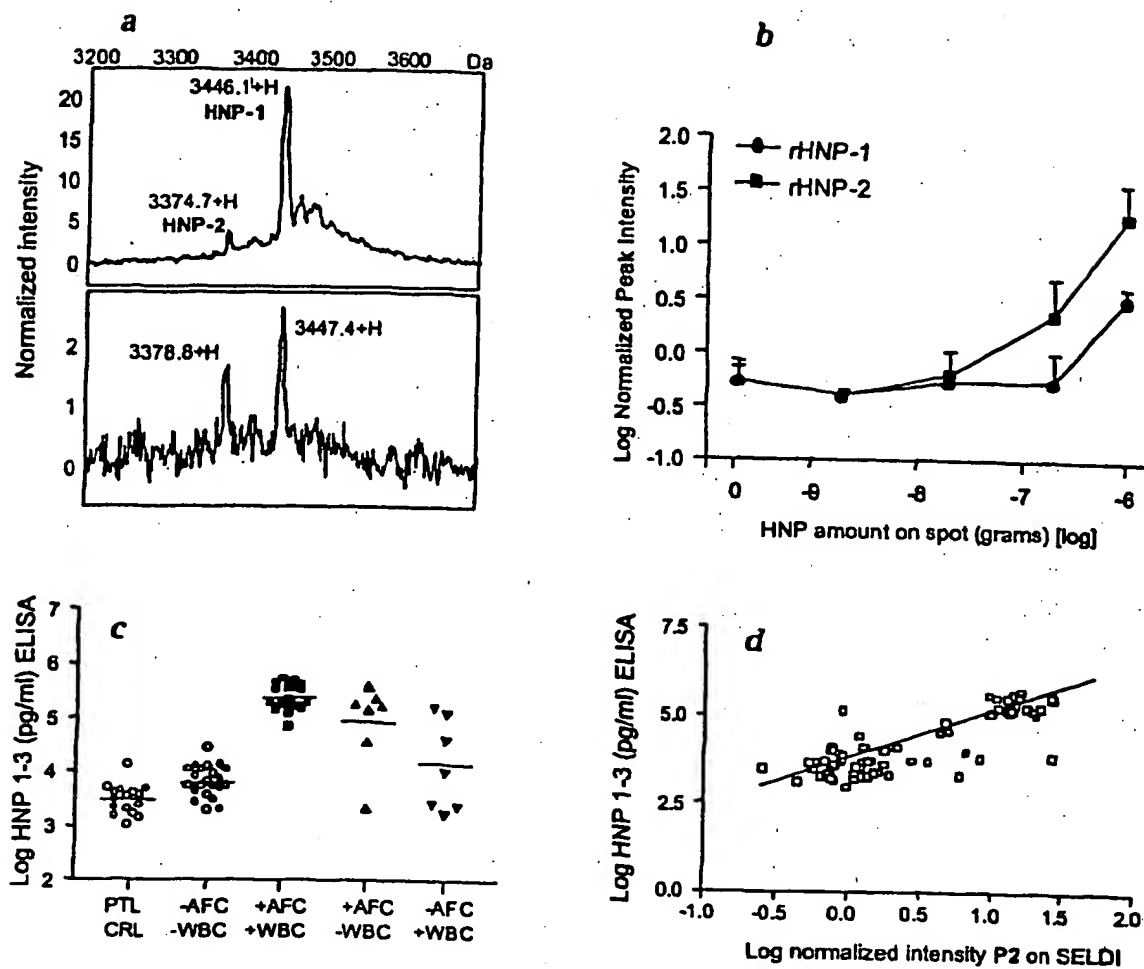 a
3200 3300 3400 3500 3600 Da
Normalized intensity
20
15
10
5
0
3446.1+H
HNP-1
3374.7+H
HNP-2
2
1
0
3378.8+H
3447.4+H
b
Log Normalized Peak Intensity
2.0
1.5
1.0
0.5
0.0
-0.5
-1.0
rHNP-1
rHNP-2
0 -9 -8 -7 -6
HNP amount on spot (grams) [log]
c
Log HNP 1-3 (pg/ml) ELISA
7
6
5
4
3
2
PTL -AFC +AFC +AFC -AFC
CRL -WBC +WBC -WBC +WBC
d
Log HNP 1-3 (pg/ml) ELISA
7.5
5.0
2.5
0.0
-1.0 -0.5 0.0 0.5 1.0 1.5 2.0
Log normalized intensity P2 on SELDI